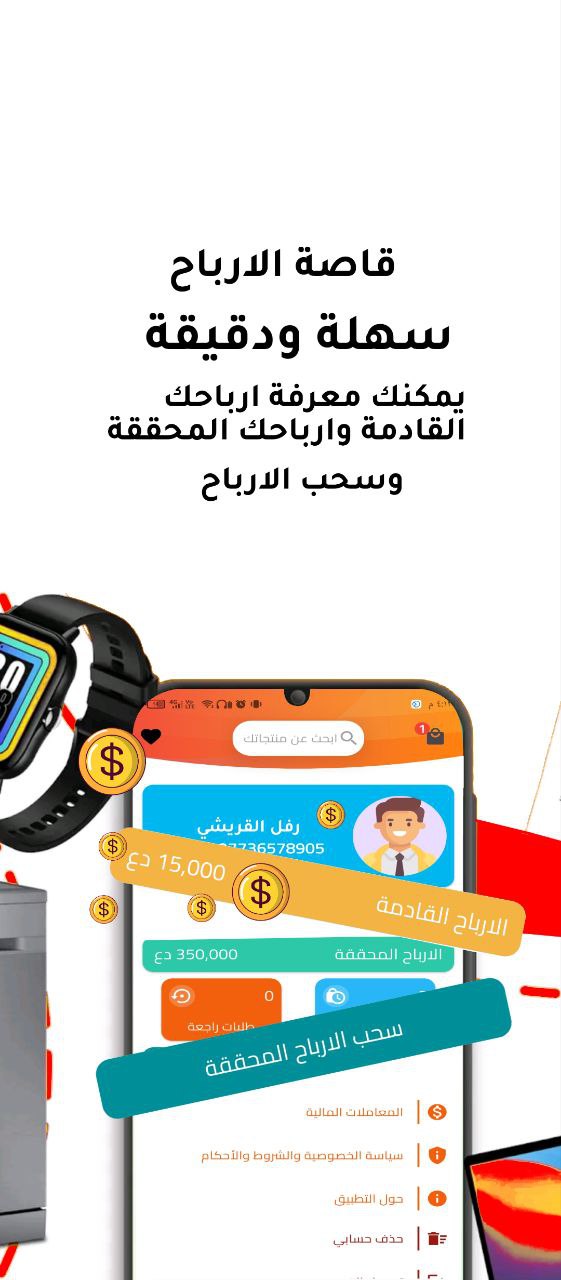 قاصة الارباح
سهلة ودقيقة
يمكنك معرفة ارباحك
القادمة وارباحك المحققة
وسحب الارباح
ابحث عن منتجاتك
1
رفل القريشي
7736578905
الارباح القادمة 15,000 دع
الارباح المحققة 350,000 دع
0
طلبات راجعة
سحب الارباح المحققة
المعاملات المالية
سياسة الخصوصية والشروط والأحكام
حول التطبيق
حذف حسابي